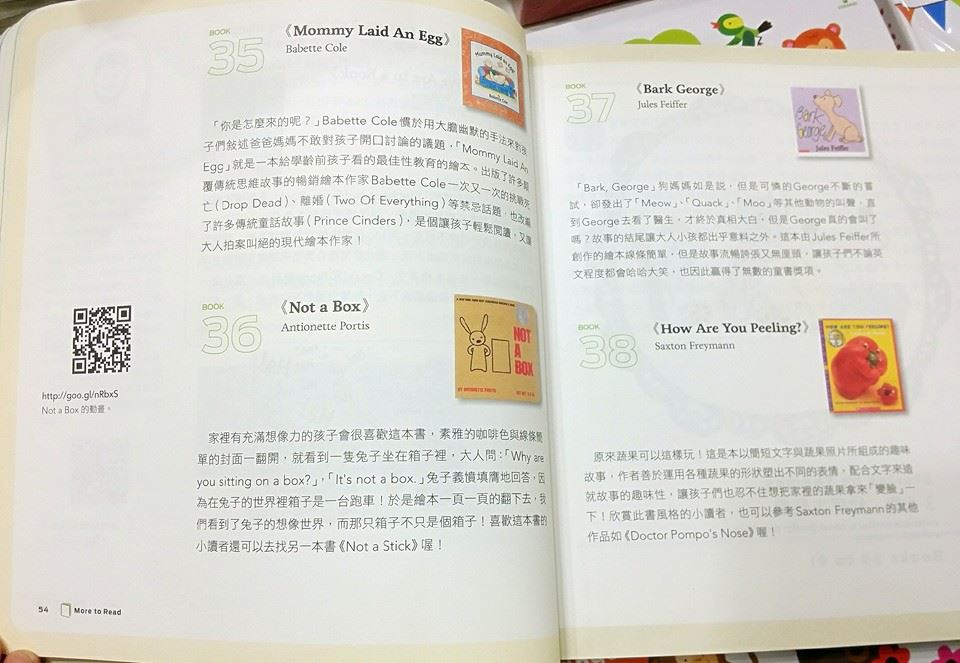 BOOK
35
《Mommy Laid An Egg》
Babette Cole
Mummy Laid an Egg
Babette Cole
「你是怎麼來的呢？」Babette Cole慣於用大膽幽默的手法來對孩
子們敘述爸爸媽媽不敢對孩子開口討論的議題，「Mommy Laid An
Egg」就是一本給學齡前孩子看的最佳性教育的繪本。出版了許多顛
覆傳統思維故事的暢銷繪本作家Babette Cole一次又一次的挑戰死
亡（Drop Dead）、離婚（Two Of Everything）等禁忌話題，也改編
了許多傳統童話故事（Prince Cinders），是個讓孩子輕鬆閱讀，又讓
大人拍案叫絕的現代繪本作家！
BOOK
36
《Not a Box》
Antionette Portis
NOT
A
BOX
BY ANTOINETTE PORTIS
http://goo.gl/nRbxS
Not a Box 的動畫。
家裡有充滿想像力的孩子會很喜歡這本書，素雅的咖啡色與線條簡
單的封面一翻開，就看到一隻兔子坐在箱子裡，大人問：「Why are
you sitting on a box?」，「It's not a box.」兔子義憤填膺地回答，因
為在兔子的世界裡箱子是一台跑車！於是繪本一頁一頁的翻下去，我
們看到了兔子的想像世界，而那只箱子不只是個箱子！喜歡這本書的
小讀者還可以去找另一本書《Not a Stick》喔！
54 More to Read
BOOK
37
《Bark George》
Jules Feiffer
Bark
George
Jules Feiffer
「Bark, George」狗媽媽如是說，但是可憐的George不斷的嘗
試，卻發出了「Meow」、「Quack」、「Moo」等其他動物的叫聲，直
到George去看了醫生，才終於真相大白。但是George真的會叫了
嗎？故事的結尾讓大人小孩都出乎意料之外。這本由Jules Feiffer所
創作的繪本線條簡單，但是故事流暢誇張又無厘頭，讓孩子們不論英
文程度都會哈哈大笑，也因此贏得了無數的童書獎項。
BOOK
38
《How Are You Peeling?》
Saxton Freymann
HOW ARE YOU PEELING?
原來蔬果可以這樣玩！這是本以簡短文字與蔬果照片所組成的趣味
故事，作者善於運用各種蔬果的形狀塑出不同的表情，配合文字來造
就故事的趣味性，讓孩子們也忍不住想把家裡的蔬果拿來「變臉」一
下！欣賞此書風格的小讀者，也可以參考Saxton Freymann的其他
作品如《Doctor Pompo's Nose》喔！